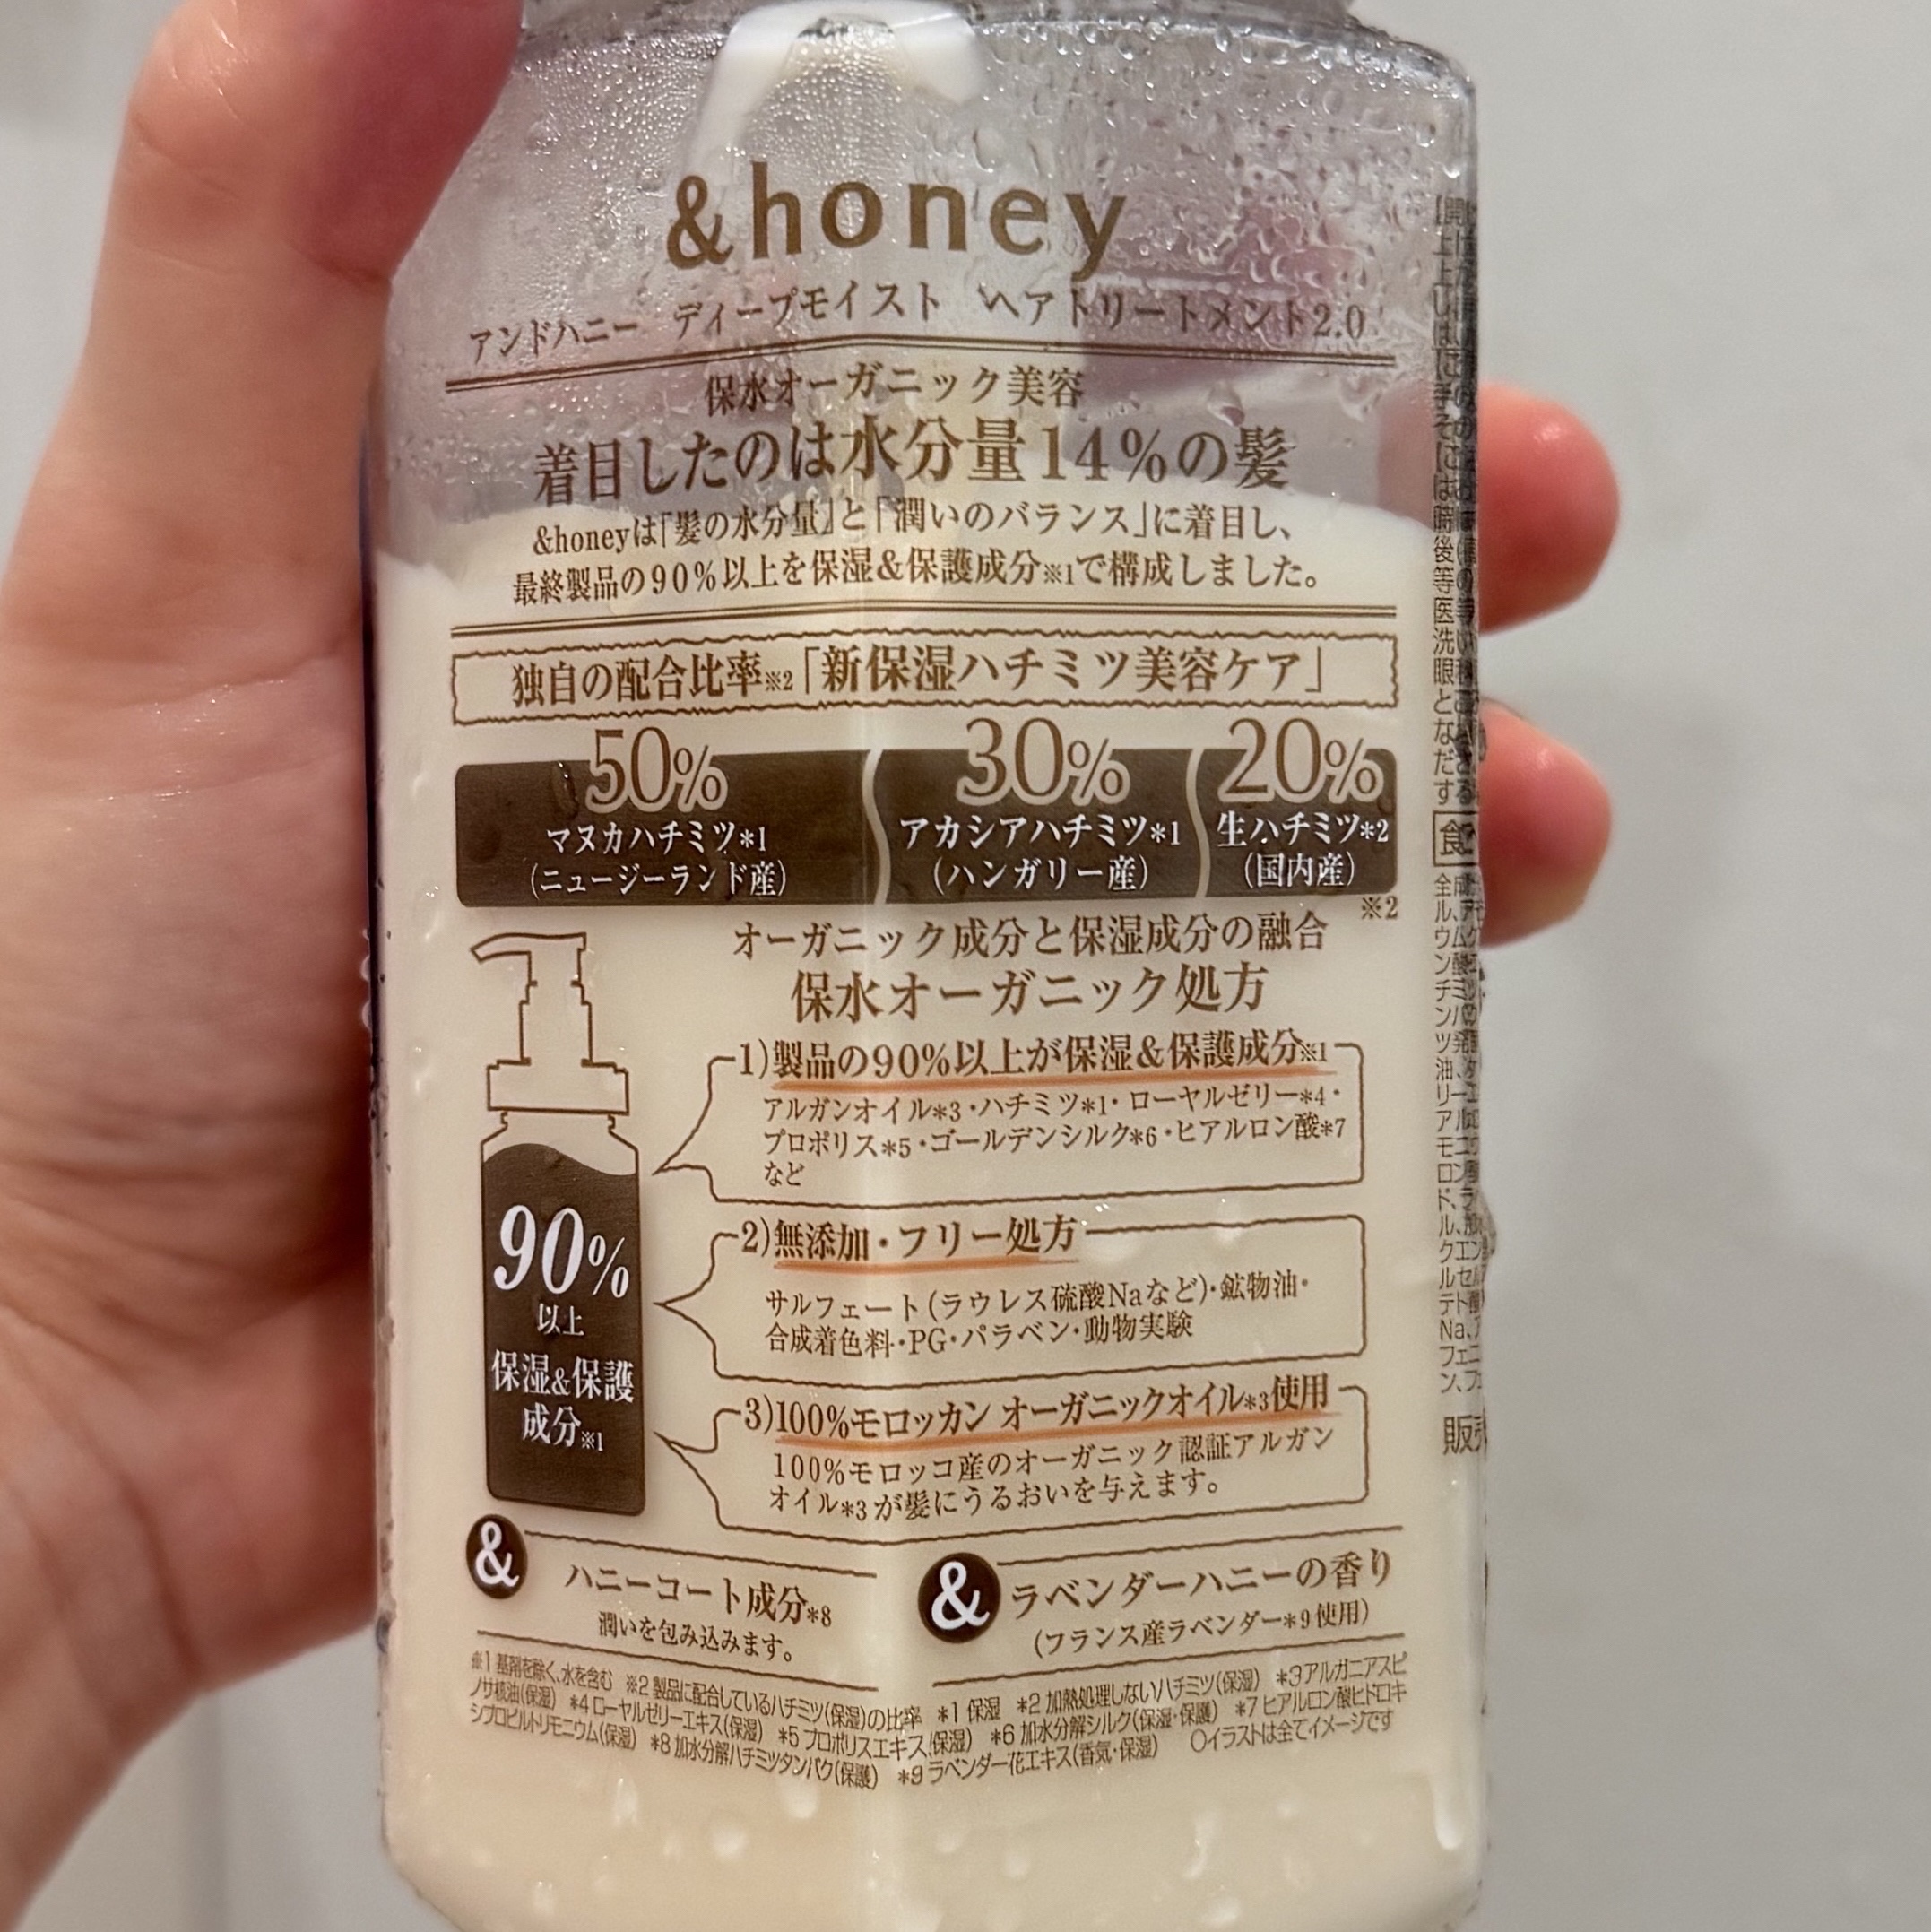 &honey
アンドハニー ディープモイスト ヘアトリートメント2.0
保水オーガニック美容
着目したのは水分量14%の髪
&honeyは「髪の水分量」と「潤いのバランス」に着目し、
最終製品の90%以上を保湿&保護成分※1で構成しました。
独自の配合比率※2「新保湿ハチミツ美容ケア」
50% 30% 20%
マヌカハチミツ*1 アカシアハチミツ*1 生ハチミツ*2
(ニュージーランド産) (ハンガリー産) (国内産)
※2
オーガニック成分と保湿成分の融合
保水オーガニック処方
1)製品の90%以上が保湿&保護成分※1
アルガンオイル*3・ハチミツ*1・ローヤルゼリー*4・
プロポリス*5・ゴールデンシルク*6・ヒアルロン酸*7
など
2)無添加・フリー処方
サルフェート(ラウレス硫酸Naなど)・鉱物油・
合成着色料・PG・パラベン・動物実験
3)100%モロッカン オーガニックオイル*3使用
100%モロッコ産のオーガニック認証アルガン
オイル*3が髪にうるおいを与えます。
90%
以上
保湿&保護
成分※1
& ハニーコート成分*8
潤いを包み込みます。
& ラベンダーハニーの香り
(フランス産ラベンダー*9使用)
※1 基剤を除く、水を含む ※2 製品に配合しているハチミツ(保湿)の比率 *1 保湿 *2 加熱処理しないハチミツ(保湿) *3アルガニアスピ
ノサ核油(保湿) *4 ローヤルゼリーエキス(保湿) *5 プロポリスエキス(保湿) *6 加水分解シルク(保湿・保護) *7 ヒアルロン酸ヒドロキ
シプロピルトリモニウム(保湿) *8 加水分解ハチミツタンパク(保護) *9 ラベンダー花エキス(香気・保湿) ○イラストは全てイメージです